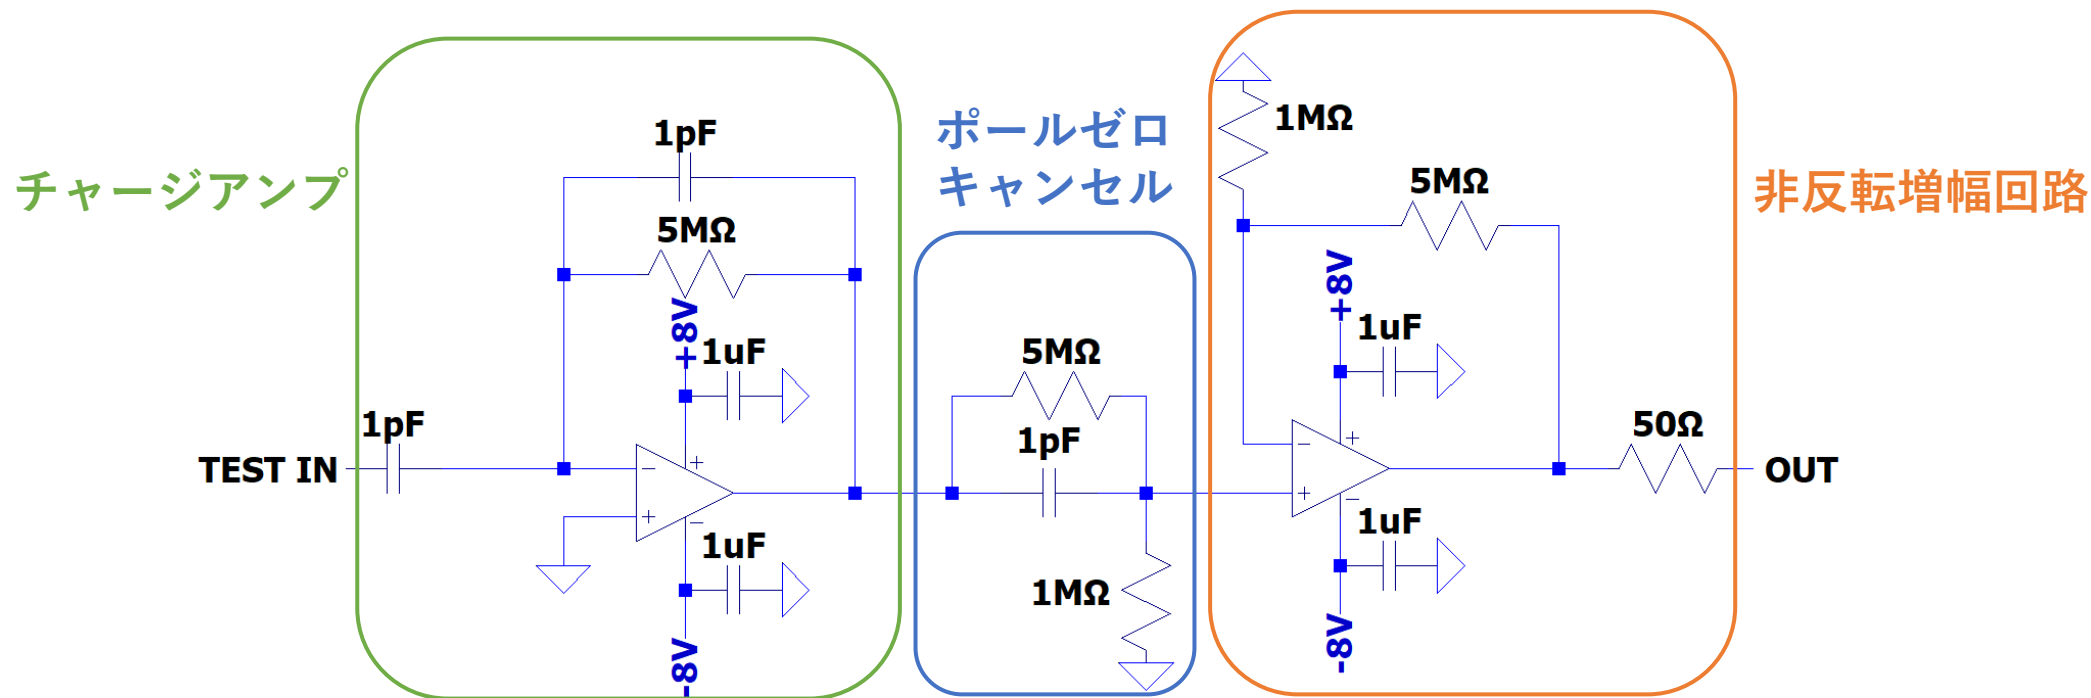 チャージアンプ
1pF
5MΩ
+8V
1uF
1pF
TEST IN
−
+
+
−
1uF
-8V
ポールゼロ
キャンセル
5MΩ
1pF
1MΩ
1MΩ
5MΩ
+8V
1uF
−
+
+
−
1uF
-8V
50Ω
OUT
非反転増幅回路